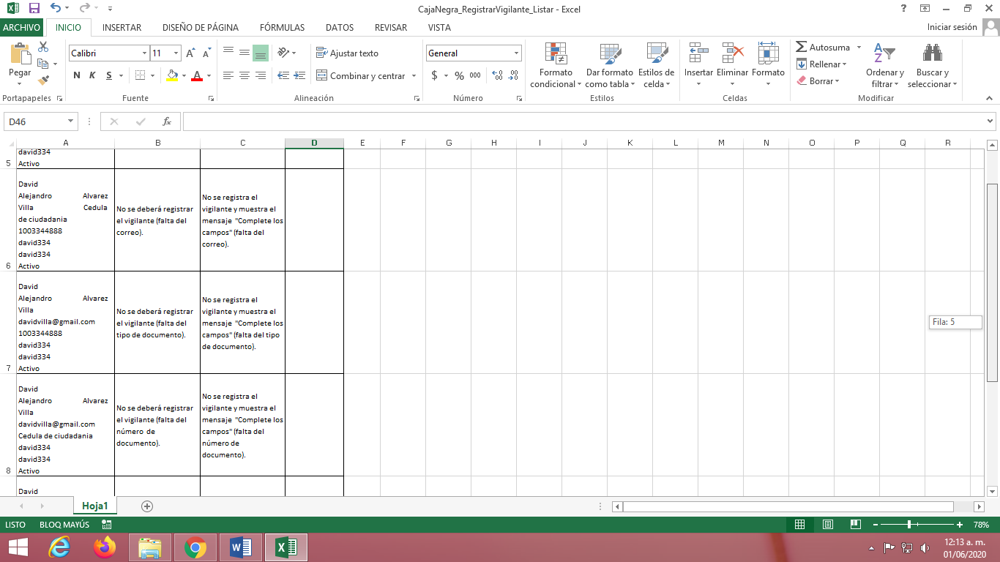 CajaNegra_RegistrarVigilante_Listar - Excel
ARCHIVO INICIO INSERTAR DISEÑO DE PÁGINA FÓRMULAS DATOS REVISAR VISTA Iniciar sesión
Calibri 11 Ajustar texto General Autosuma
Pegar Formato condicional Dar formato como tabla Estilos de celda Insertar Eliminar Formato Rellenar Ordenar y filtrar Buscar y seleccionar
N K S Combinar y centrar $ % 000 Borrar
Portapapeles Fuente Alineación Número Estilos Celdas Modificar
D46 fx
A B C D E F G H I J K L M N O P Q R
david334
5 Activo
David
Alejandro Alvarez
Villa Cedula
de ciudadania
1003344888
david334
david334
6 Activo
No se deberá registrar
el vigilante (falta del
correo).
No se registra el
vigilante y muestra el
mensaje "Complete los
campos" (falta del
correo).
David
Alejandro Alvarez
Villa
davidvilla@gmail.com
1003344888
david334
david334
7 Activo
No se deberá registrar
el vigilante (falta del
tipo de documento).
No se registra el
vigilante y muestra el
mensaje "Complete los
campos" (falta del tipo
de documento).
David
Alejandro Alvarez
Villa
davidvilla@gmail.com
Cedula de ciudadania
david334
david334
8 Activo
No se deberá registrar
el vigilante (falta del
número de
documento).
No se registra el
vigilante y muestra el
mensaje "Complete los
campos" (falta del
número de
documento).
David
Fila: 5
Hoja1
LISTO BLOQ MAYÚS 78%
12:13 a. m.
01/06/2020